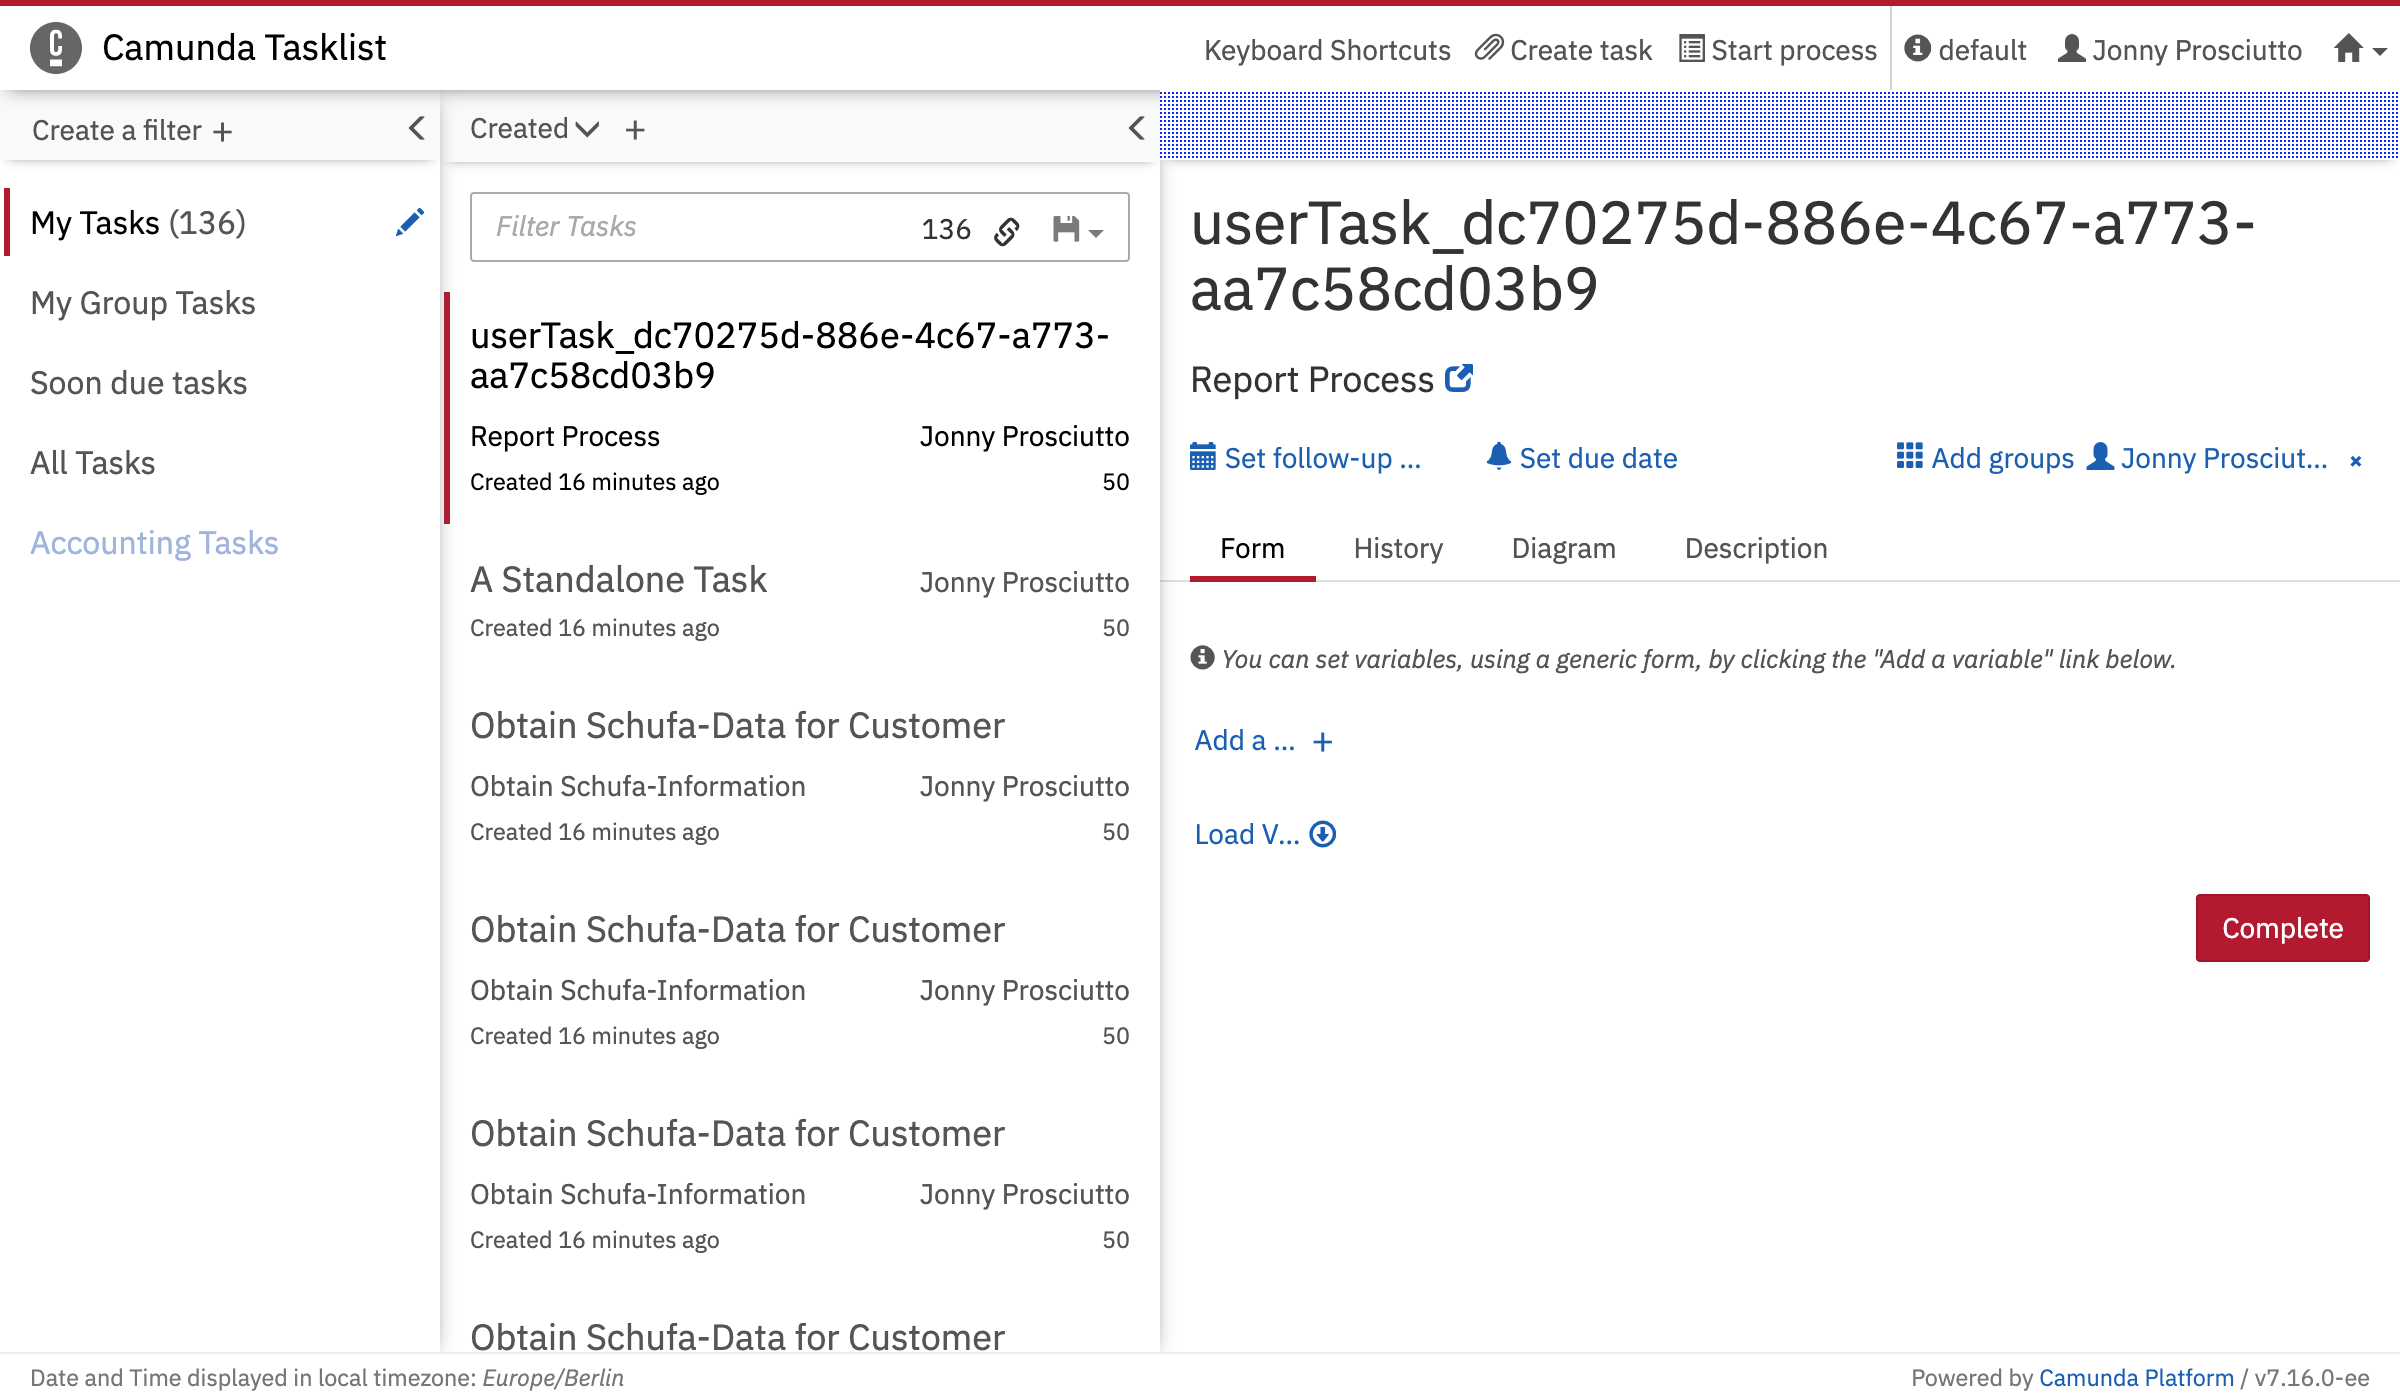 Camunda Tasklist
Keyboard Shortcuts Create task Start process default Jonny Prosciutto
Create a filter +
My Tasks (136)
My Group Tasks
Soon due tasks
All Tasks
Accounting Tasks
Created +
Filter Tasks 136
userTask_dc70275d-886e-4c67-a773-
aa7c58cd03b9
Report Process Jonny Prosciutto
Created 16 minutes ago 50
A Standalone Task Jonny Prosciutto
Created 16 minutes ago 50
Obtain Schufa-Data for Customer
Obtain Schufa-Information Jonny Prosciutto
Created 16 minutes ago 50
Obtain Schufa-Data for Customer
Obtain Schufa-Information Jonny Prosciutto
Created 16 minutes ago 50
Obtain Schufa-Data for Customer
Obtain Schufa-Information Jonny Prosciutto
Created 16 minutes ago 50
Obtain Schufa-Data for Customer
userTask_dc70275d-886e-4c67-a773-
aa7c58cd03b9
Report Process
Set follow-up ... Set due date Add groups Jonny Prosciut... ×
Form History Diagram Description
You can set variables, using a generic form, by clicking the "Add a variable" link below.
Add a ... +
Load V...
Complete
Date and Time displayed in local timezone: Europe/Berlin
Powered by Camunda Platform / v7.16.0-ee